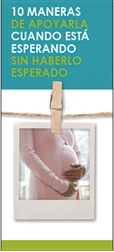 10 MANERAS
DE APOYARLA
CUANDO ESTÁ
ESPERANDO
SIN HABERLO
ESPERADO